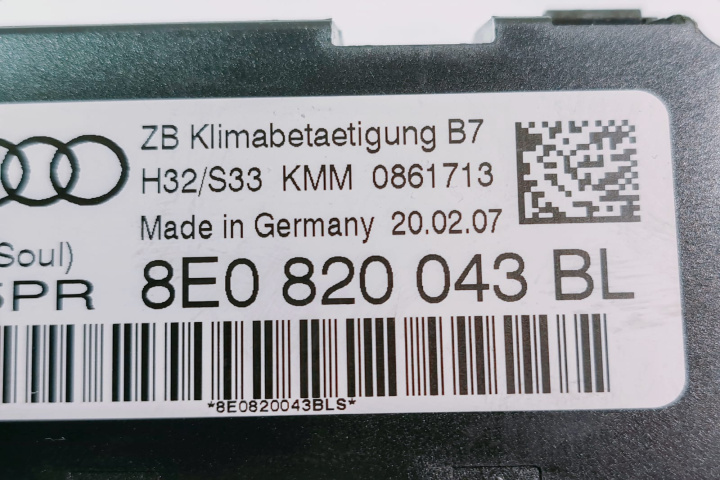 ZB Klimabetaetigung B7
H32/S33 KMM 0861713
Made in Germany 20.02.07
Soul)
SPR 8E0 820 043 BL
*8E0820043BLS*